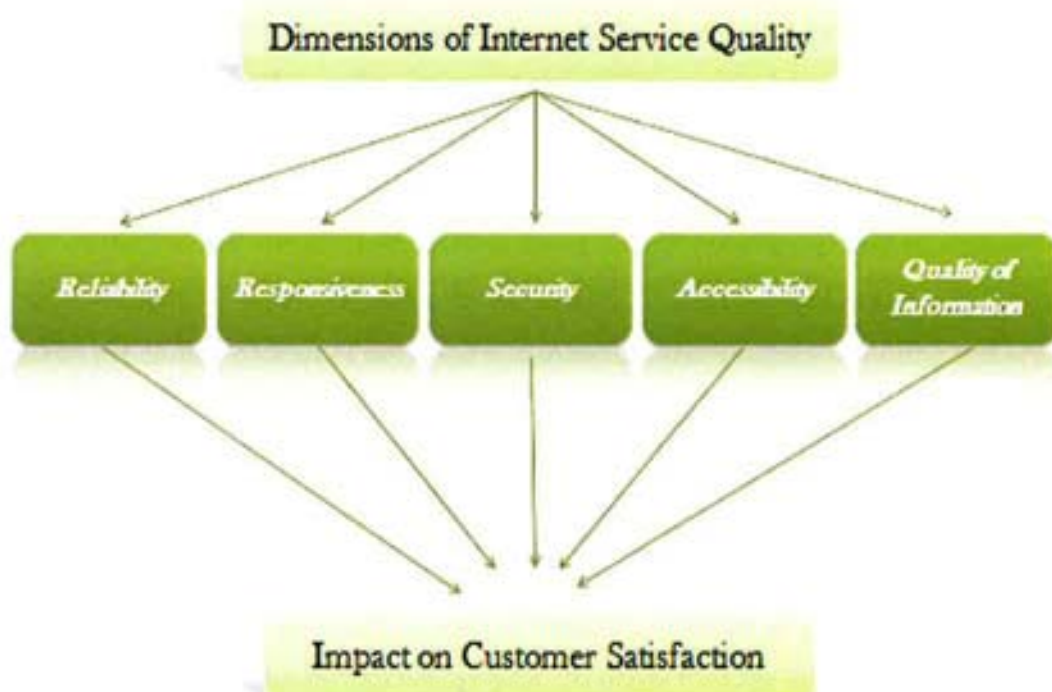 Dimensions of Internet Service Quality
Reliability
Responsiveness
Security
Accessibility
Quality of
Information
Impact on Customer Satisfaction